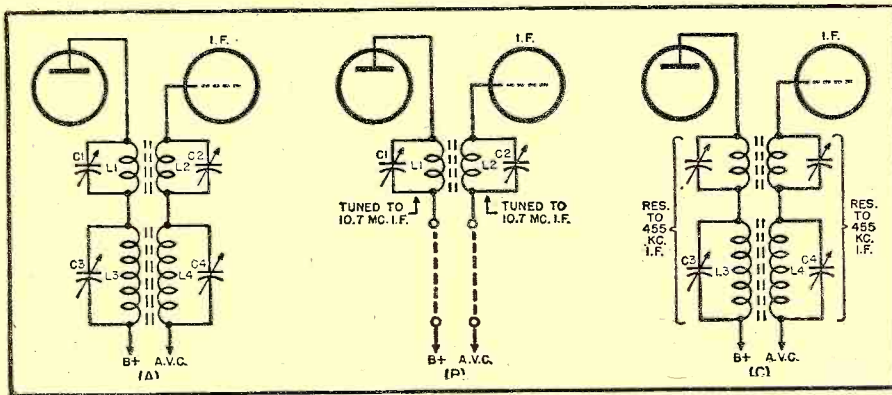 I.F.
C1
L1
L2
C2
C3
L3
L4
C4
B+
A.V.C.
(A)
I.F.
C1
L1
L2
C2
TUNED TO
10.7 MC. I.F.
TUNED TO
10.7 MC. I.F.
B+
A.V.C.
(B)
I.F.
RES.
TO
455
KC.
I.F.
C3
L3
L4
C4
RES.
TO
455
KC.
I.F.
B+
A.V.C.
(C)